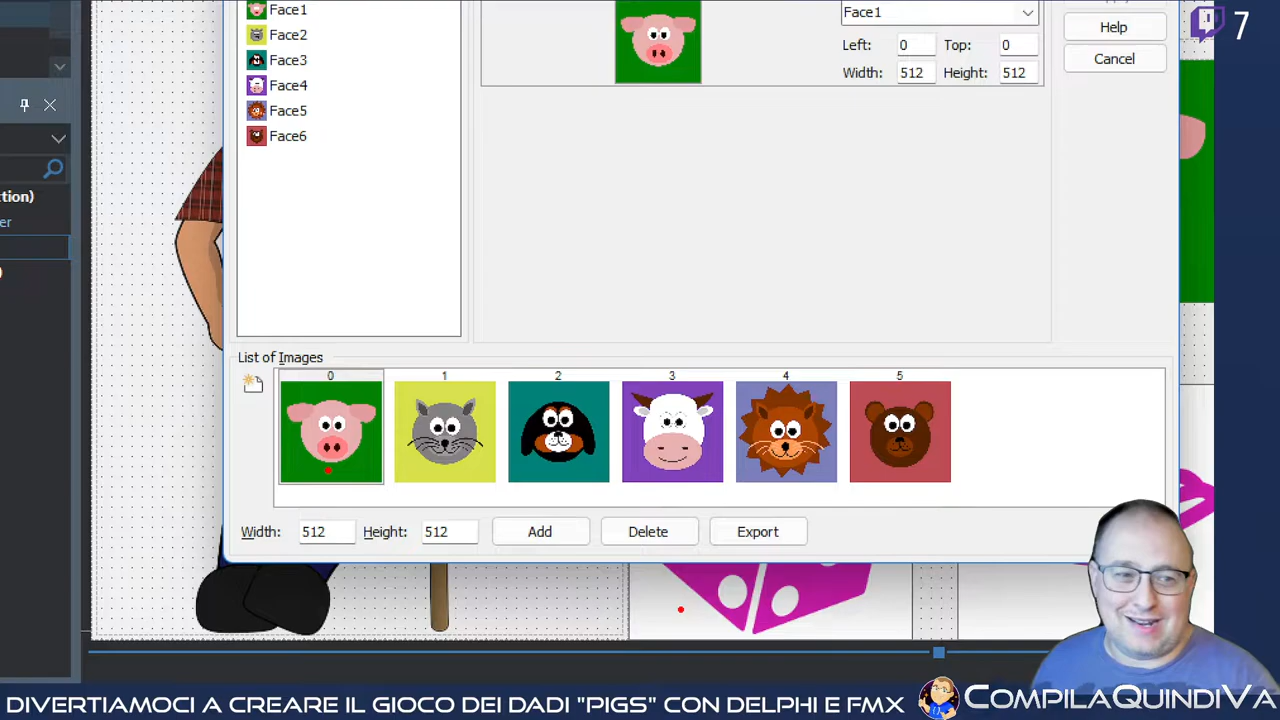 Face1
Face1
Help
7
Face2
Left: 0 Top: 0
Face3
Cancel
Width: 512 Height: 512
Face4
Face5
Face6
ction)
er
)
List of Images
0 1 2 3 4 5
Width: 512 Height: 512 Add Delete Export
DIVERTIAMOCI A CREARE IL GIOCO DEI DADI "PIGS" CON DELPHI E FMX
COMPILAQUINDIVA